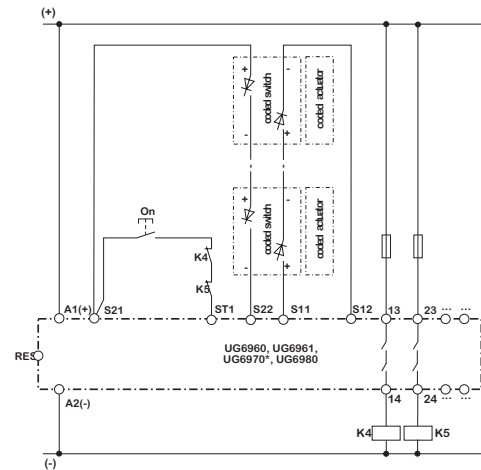 (+)
+
-
coded switch
coded actuator
-
+
On
K4
K5
+
-
coded switch
coded actuator
-
+
A1(+)
S21
ST1
S22
S11
S12
13
23
...
...
RES
UG6960, UG6961,
UG6970*, UG6980
A2(-)
14
24
...
...
K4
K5
(-)